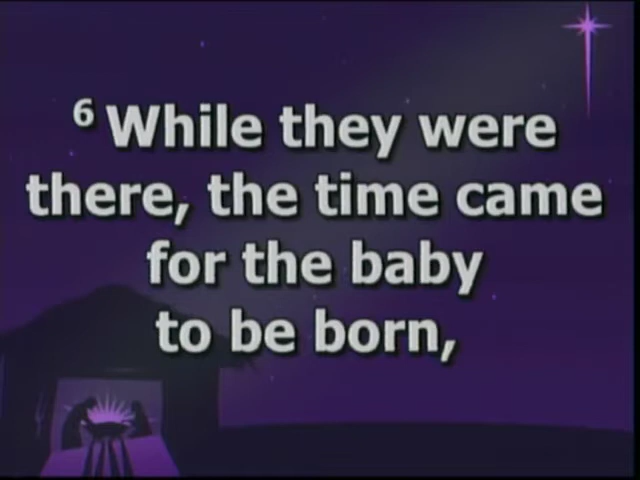 6 While they were
there, the time came
for the baby
to be born,